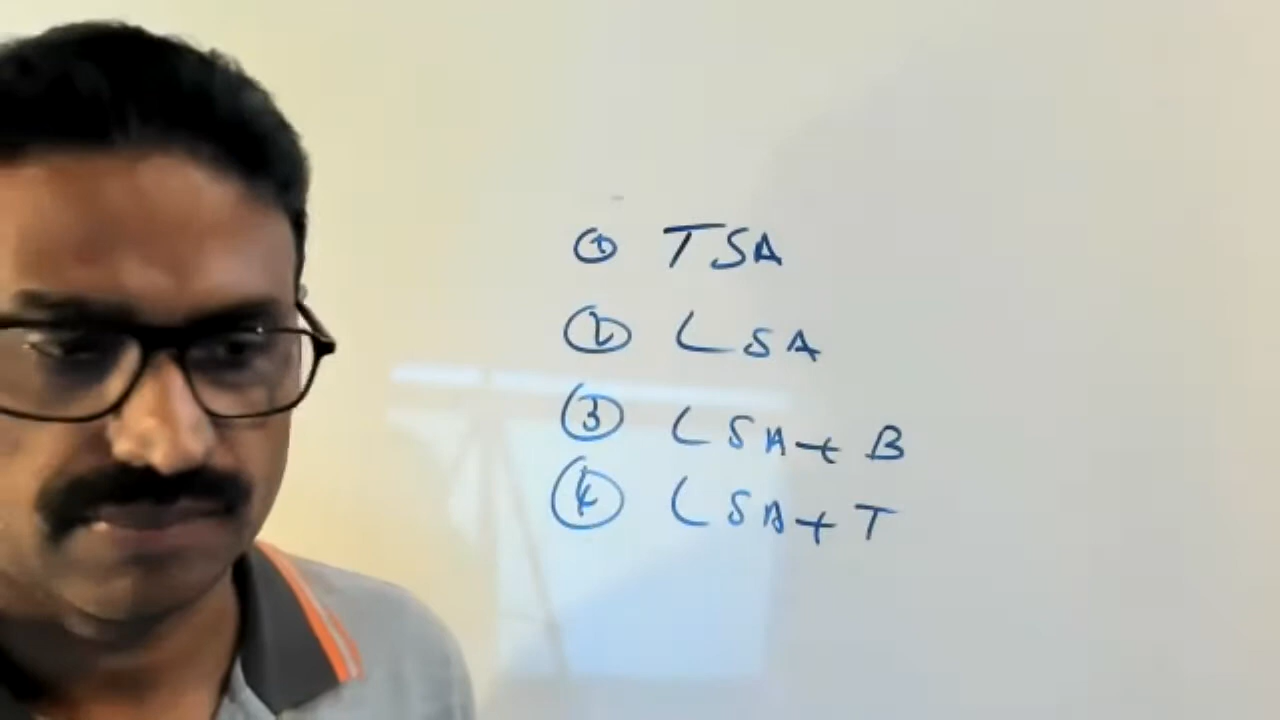 ① TSA
② LSA
③ LSA + B
④ LSA + T